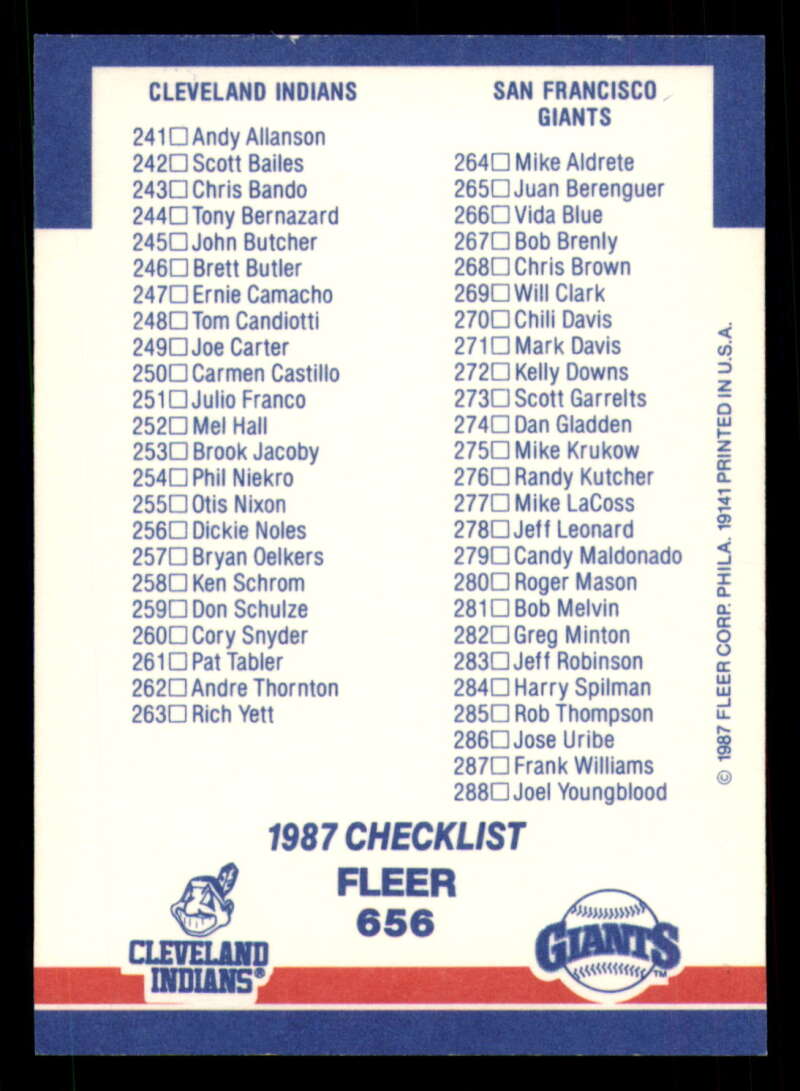 CLEVELAND INDIANS
241☐Andy Allanson
242☐Scott Bailes
243☐Chris Bando
244☐Tony Bernazard
245☐John Butcher
246☐Brett Butler
247☐Ernie Camacho
248☐Tom Candiotti
249☐Joe Carter
250☐Carmen Castillo
251☐Julio Franco
252☐Mel Hall
253☐Brook Jacoby
254☐Phil Niekro
255☐Otis Nixon
256☐Dickie Noles
257☐Bryan Oelkers
258☐Ken Schrom
259☐Don Schulze
260☐Cory Snyder
261☐Pat Tabler
262☐Andre Thornton
263☐Rich Yett
SAN FRANCISCO
GIANTS
264☐Mike Aldrete
265☐Juan Berenguer
266☐Vida Blue
267☐Bob Brenly
268☐Chris Brown
269☐Will Clark
270☐Chili Davis
271☐Mark Davis
272☐Kelly Downs
273☐Scott Garrelts
274☐Dan Gladden
275☐Mike Krukow
276☐Randy Kutcher
277☐Mike LaCoss
278☐Jeff Leonard
279☐Candy Maldonado
280☐Roger Mason
281☐Bob Melvin
282☐Greg Minton
283☐Jeff Robinson
284☐Harry Spilman
285☐Rob Thompson
286☐Jose Uribe
287☐Frank Williams
288☐Joel Youngblood
© 1987 FLEER CORP. PHILA. 19141 PRINTED IN U.S.A.
1987 CHECKLIST
FLEER
656
CLEVELAND
INDIANS®
GIANTS™